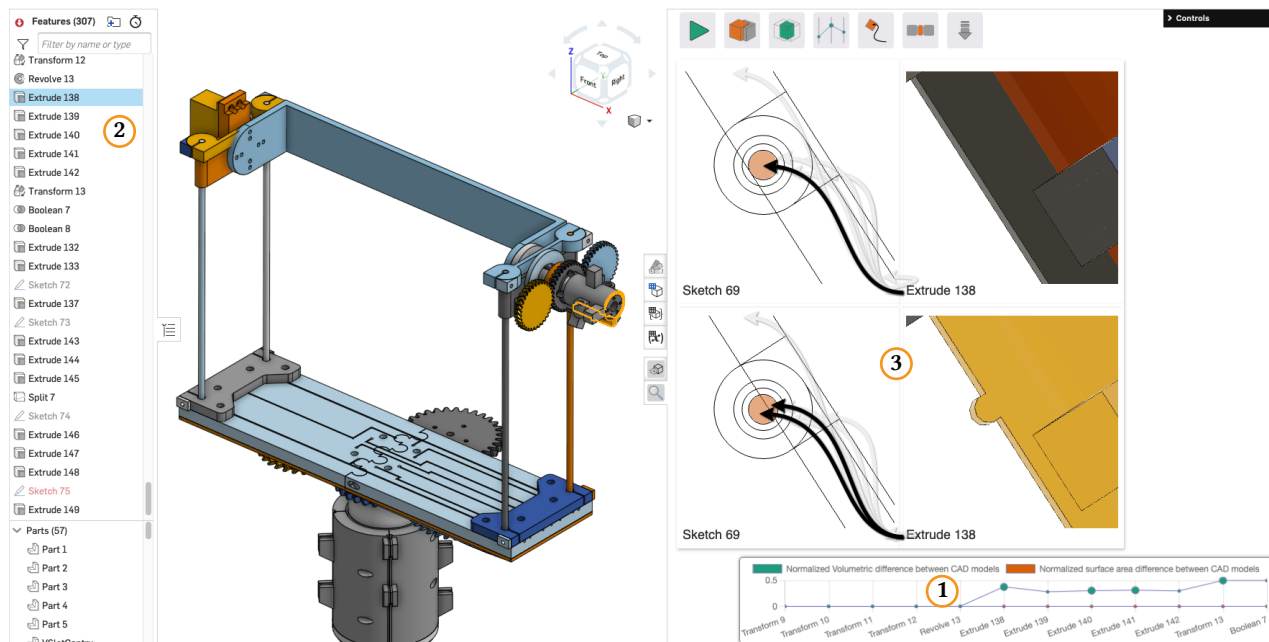 Features (307)
Filter by name or type
Transform 12
Revolve 13
Extrude 138
Extrude 139
Extrude 140
Extrude 141
Extrude 142
Transform 13
Boolean 7
Boolean 8
Extrude 132
Extrude 133
Sketch 72
Extrude 137
Sketch 73
Extrude 143
Extrude 144
Extrude 145
Split 7
Sketch 74
Extrude 146
Extrude 147
Extrude 148
Sketch 75
Extrude 149
Parts (57)
Part 1
Part 2
Part 3
Part 4
Part 5
VSlotGantry
2
Z
Top
Front
Right
X
(x)
Controls
Sketch 69
Extrude 138
Sketch 69
Extrude 138
3
Normalized Volumetric difference between CAD models
Normalized surface area difference between CAD models
0.5
0
1
Transform 9
Transform 10
Transform 11
Transform 12
Revolve 13
Extrude 138
Extrude 139
Extrude 140
Extrude 141
Extrude 142
Transform 13
Boolean 7